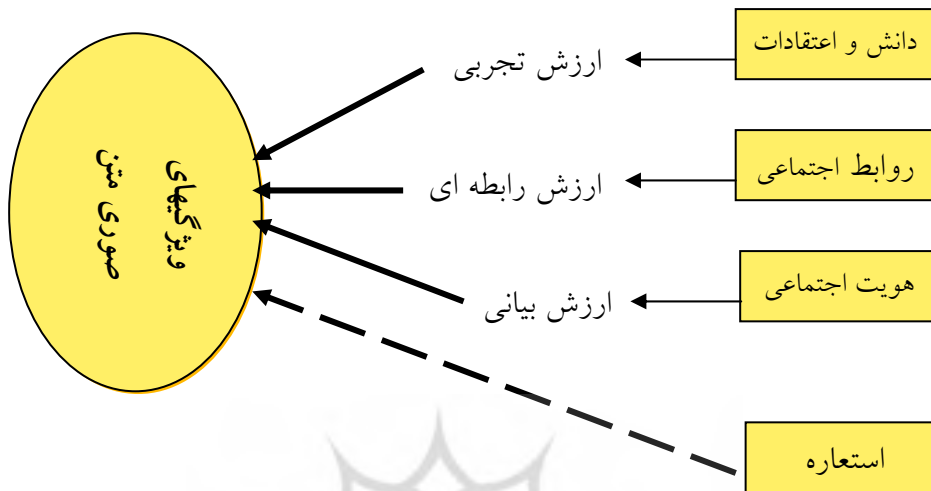 دانش و اعتقادات
ارزش تجربی
روابط اجتماعی
ارزش رابطه ای
هویت اجتماعی
ارزش بیانی
استعاره
ویژگیهای
صوری متن